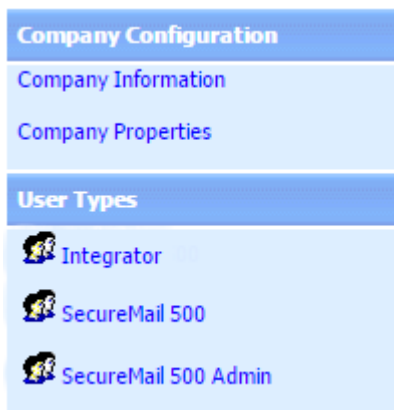 Company Configuration
Company Information
Company Properties
User Types
Integrator
SecureMail 500
SecureMail 500 Admin